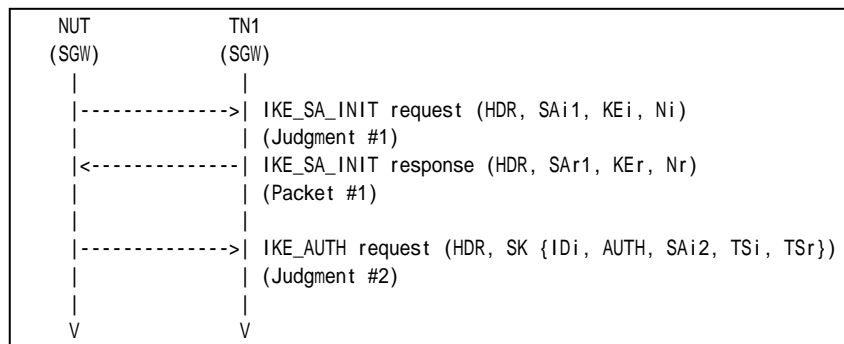 NUT TN1
(SGW) (SGW)
| |
|-------------->| IKE_SA_INIT request (HDR, SAi1, KEi, Ni)
| | (Judgment #1)
|<--------------| IKE_SA_INIT response (HDR, SAr1, KEr, Nr)
| | (Packet #1)
| |
|-------------->| IKE_AUTH request (HDR, SK {IDi, AUTH, SAi2, TSi, TSr})
| | (Judgment #2)
| |
V V